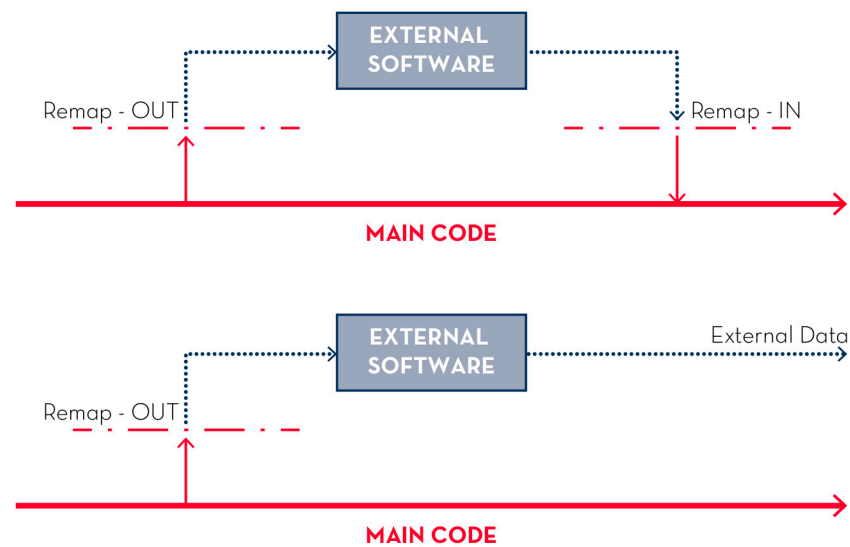 EXTERNAL
SOFTWARE
Remap - OUT
Remap - IN
MAIN CODE
EXTERNAL
SOFTWARE
External Data
Remap - OUT
MAIN CODE